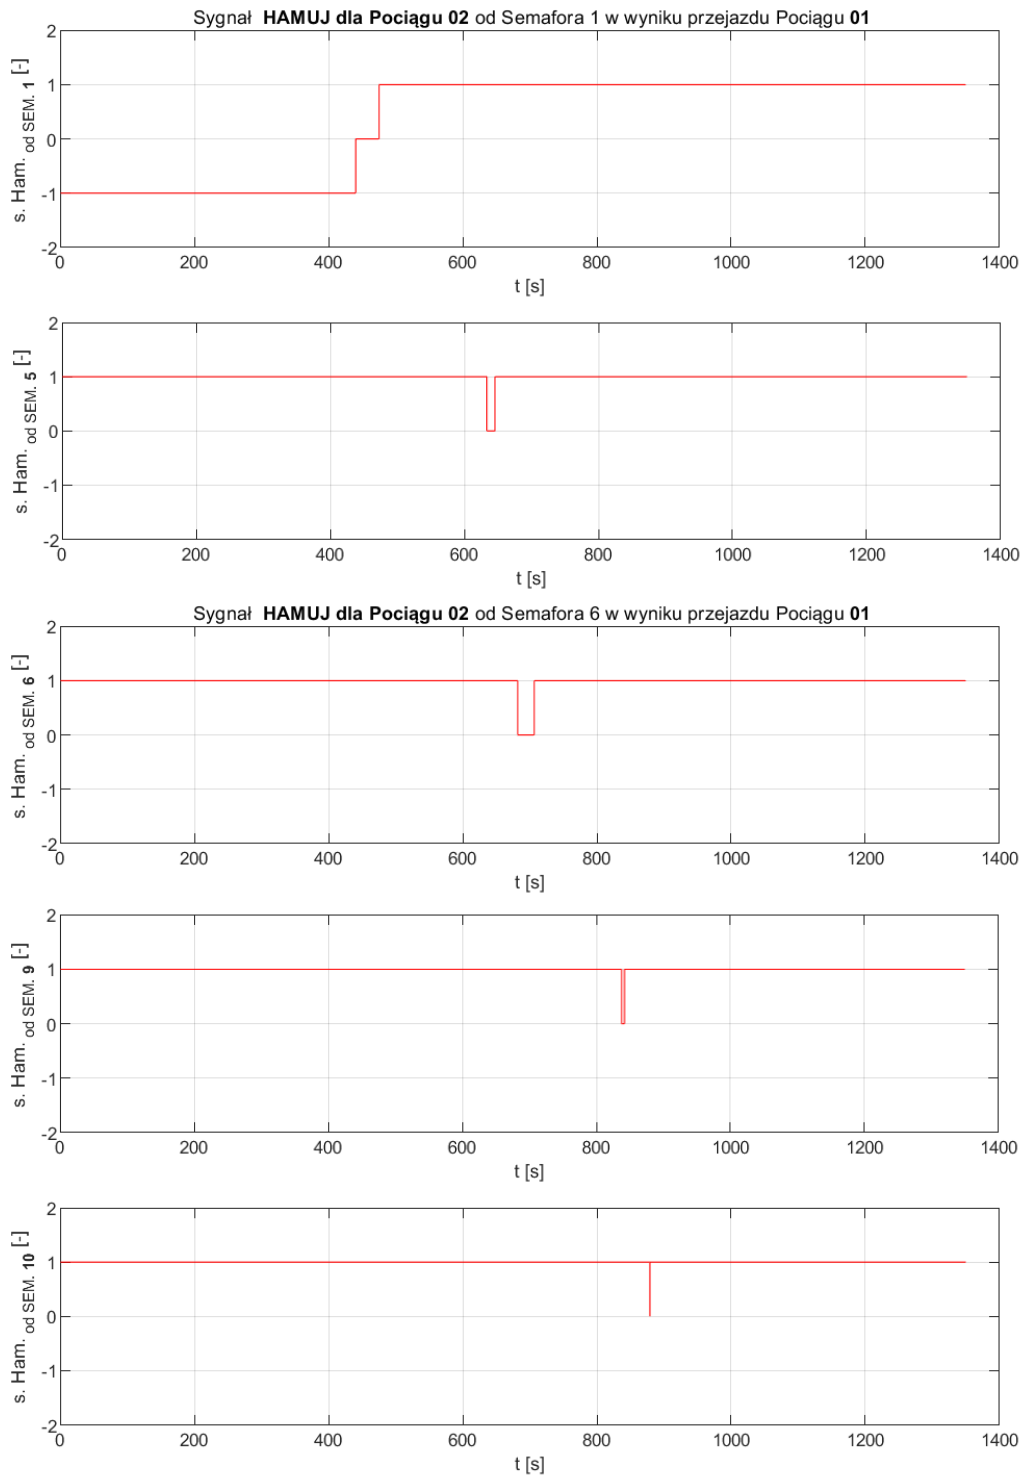 Sygnał HAMUJ dla Pociągu 02 od Semafora 1 w wyniku przejazdu Pociągu 01
s. Ham. od SEM. 1 [-]
2
1
0
-1
-2
0 200 400 600 800 1000 1200 1400
t [s]
s. Ham. od SEM. 5 [-]
2
1
0
-1
-2
0 200 400 600 800 1000 1200 1400
t [s]
Sygnał HAMUJ dla Pociągu 02 od Semafora 6 w wyniku przejazdu Pociągu 01
s. Ham. od SEM. 6 [-]
2
1
0
-1
-2
0 200 400 600 800 1000 1200 1400
t [s]
s. Ham. od SEM. 9 [-]
2
1
0
-1
-2
0 200 400 600 800 1000 1200 1400
t [s]
s. Ham. od SEM. 10 [-]
2
1
0
-1
-2
0 200 400 600 800 1000 1200 1400
t [s]